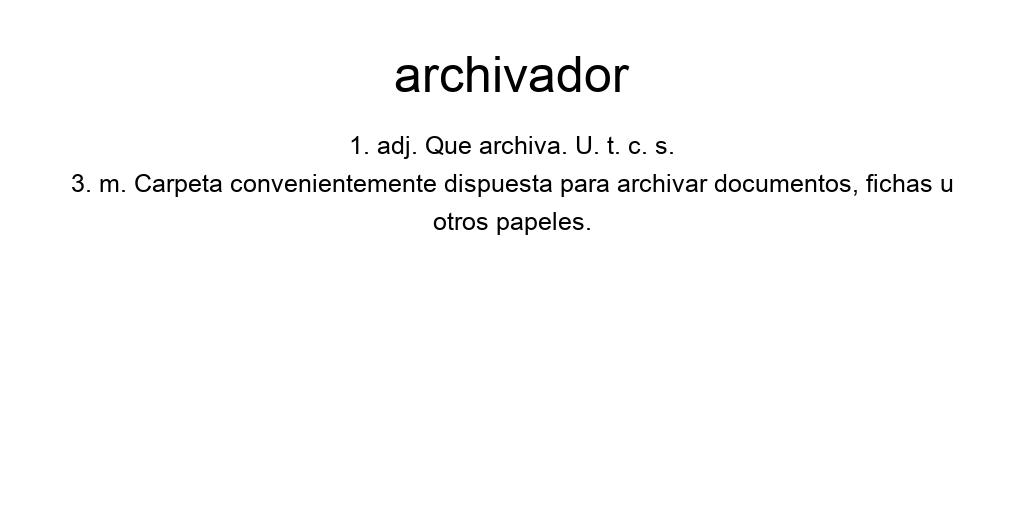 archivador
1. adj. Que archiva. U. t. c. s.
3. m. Carpeta convenientemente dispuesta para archivar documentos, fichas u
otros papeles.